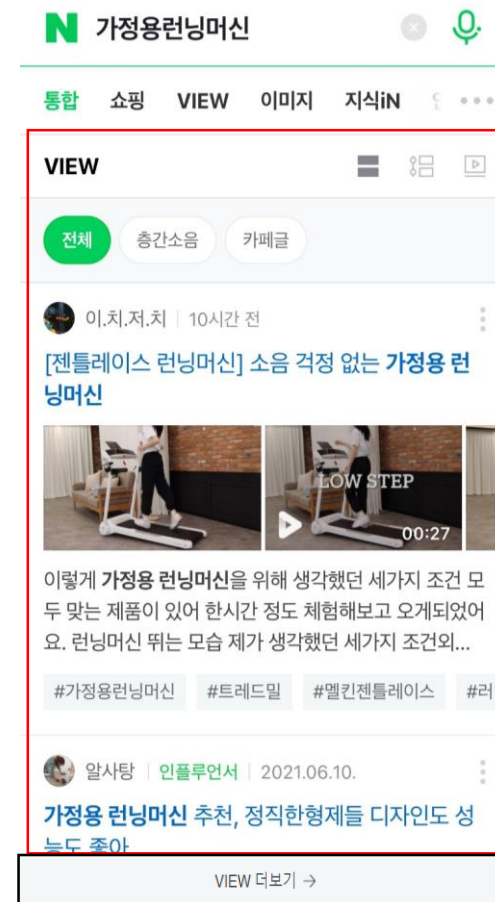 N 가정용런닝머신
통합 쇼핑 VIEW 이미지 지식iN
VIEW
전체 층간소음 카페글
이.치.저.치 10시간 전
[젠틀레이스 런닝머신] 소음 걱정 없는 가정용 런
닝머신
LOW STEP
00:27
이렇게 가정용 런닝머신을 위해 생각했던 세가지 조건 모
두 맞는 제품이 있어 한시간 정도 체험해보고 오게되었어
요. 런닝머신 뛰는 모습 제가 생각했던 세가지 조건외...
#가정용런닝머신 #트레드밀 #멜킨젠틀레이스 #러
알사탕 인플루언서 2021.06.10.
가정용 런닝머신 추천, 정직한형제들 디자인도 성
능도 좋아
VIEW 더보기 →